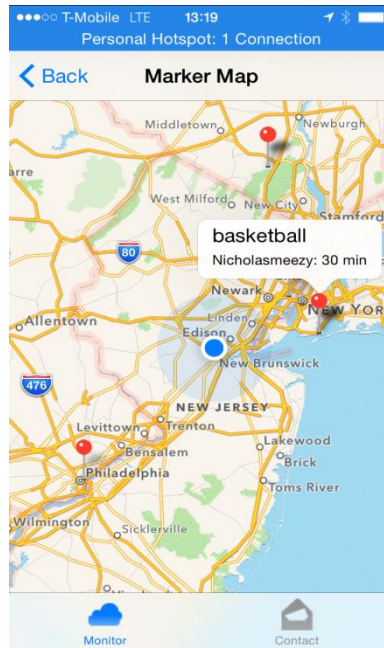 T-Mobile LTE 13:19
Personal Hotspot: 1 Connection
Back Marker Map
Middletown
Newburgh
arre
West Milford
New City
Stamford
basketball
Nicholasmeezy: 30 min
80
Newark
NEW YOR
Allentown
Linden
Edison
New Brunswick
476
NEW JERSEY
Levittown
Trenton
Bensalem
Lakewood
Philadelphia
Brick
Toms River
Wilmington
Sicklerville
Monitor Contact